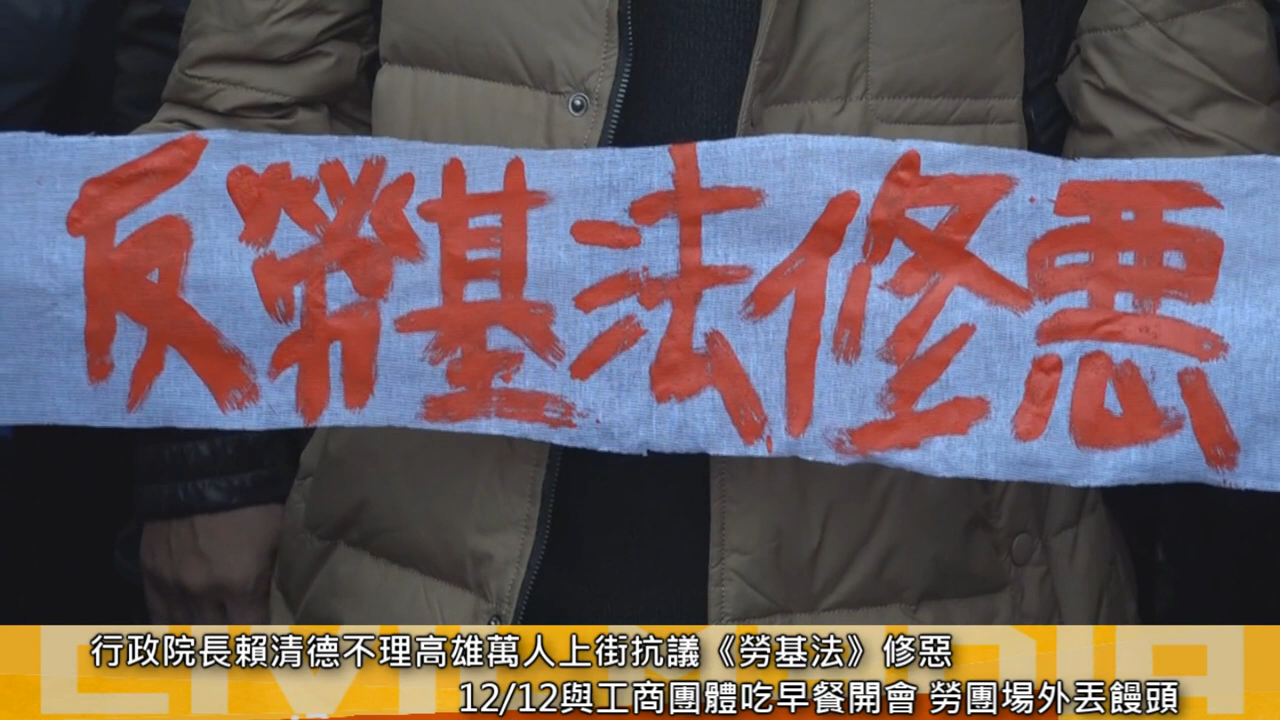 反勞基法修悪
行政院長賴清德不理高雄萬人上街抗議《勞基法》修惡
12/12與工商團體吃早餐開會 勞團場外丟饅頭